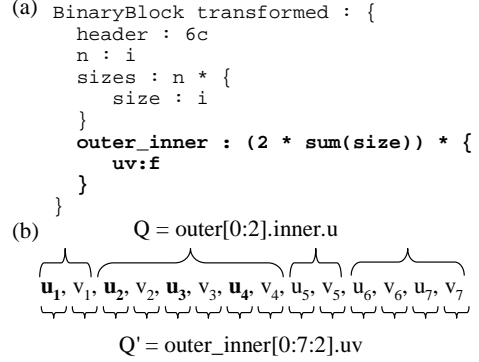 (a) BinaryBlock transformed : {
header : 6c
n : i
sizes : n * {
size : i
}
outer_inner : (2 * sum(size)) * {
uv:f
}
}
(b) Q = outer[0:2].inner.u
u₁, v₁, u₂, v₂, u₃, v₃, u₄, v₄, u₅, v₅, u₆, v₆, u₇, v₇
Q' = outer_inner[0:7:2].uv